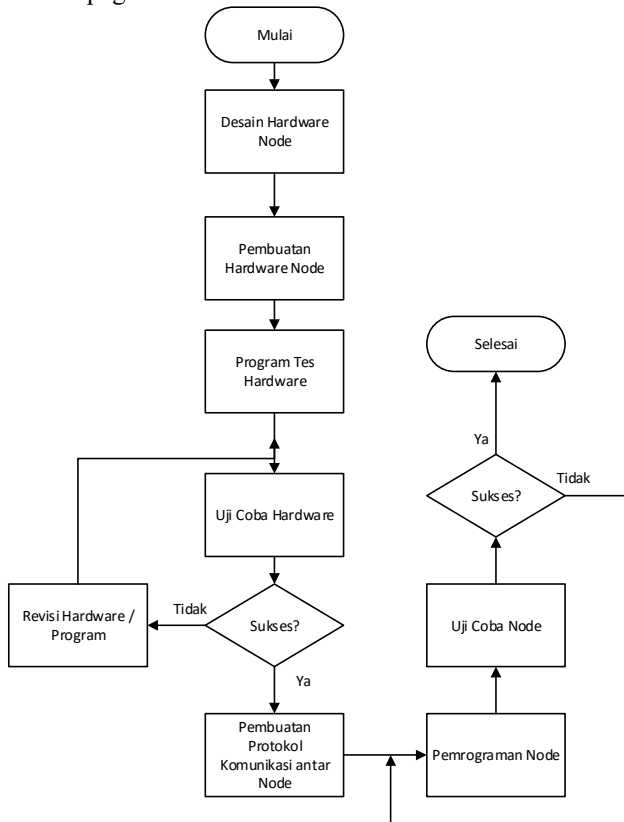 Mulai
Desain Hardware
Node
Pembuatan
Hardware Node
Program Tes
Hardware
Uji Coba Hardware
Sukses?
Tidak
Revisi Hardware /
Program
Ya
Pembuatan
Protokol
Komunikasi antar
Node
Pemrograman Node
Uji Coba Node
Sukses?
Tidak
Ya
Selesai